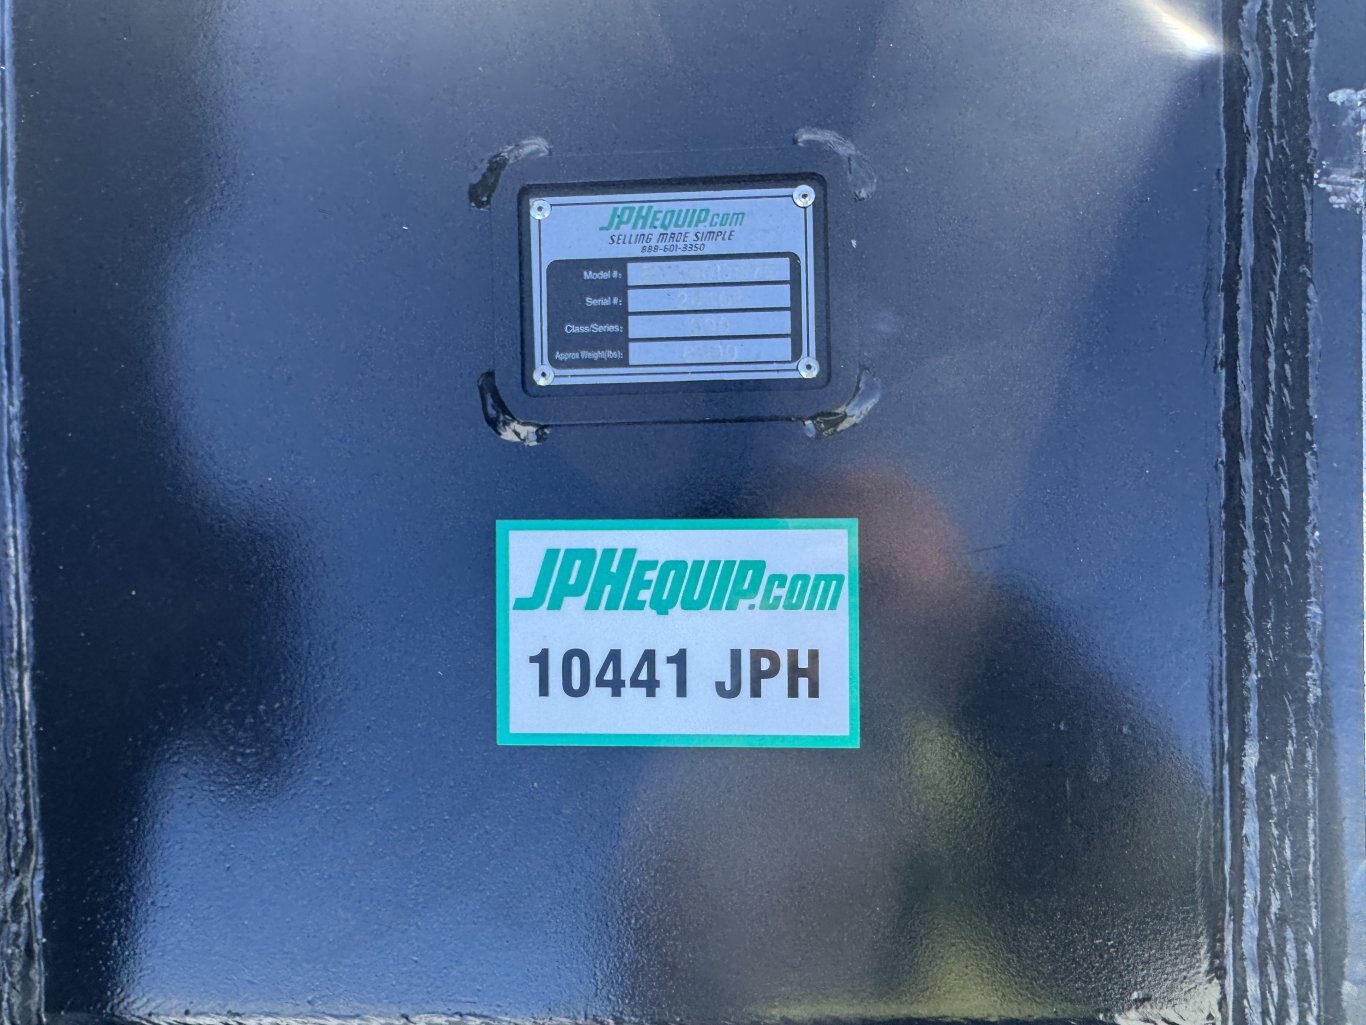 JPHEQUIP.com
SELLING MADE SIMPLE
888-601-3350
Model #:
Serial #:
Class/Series:
Approx Weight(lbs):
JPHEQUIP.com
10441 JPH